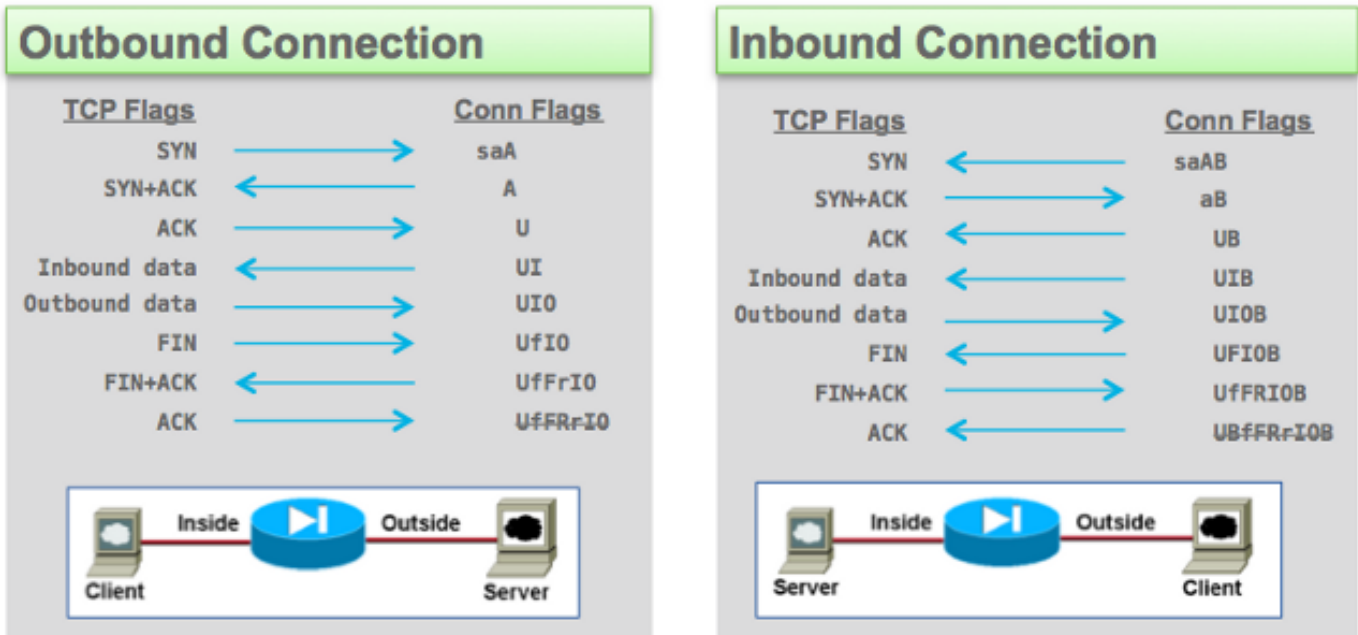 Outbound Connection
TCP Flags Conn Flags
SYN saA
SYN+ACK A
ACK U
Inbound data UI
Outbound data UIO
FIN UfIO
FIN+ACK UfFrIO
ACK UfFRrIO
Inside Outside
Client Server
Inbound Connection
TCP Flags Conn Flags
SYN saAB
SYN+ACK aB
ACK UB
Inbound data UIB
Outbound data UIOB
FIN UFIOB
FIN+ACK UfFRIOB
ACK UBfFRrIOB
Inside Outside
Server Client